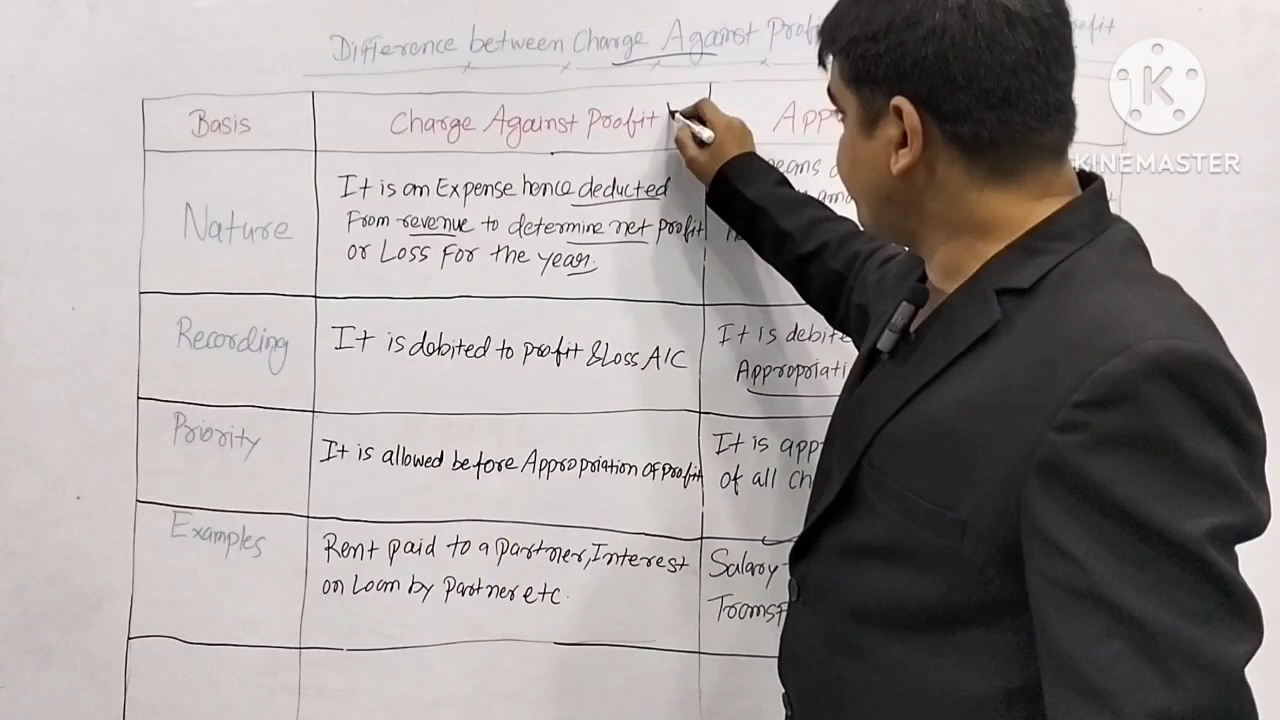 Difference between Charge Against Profit
Basis
Charge Against Profit
Nature
It is an Expense hence deducted
From revenue to determine net profit
or Loss For the year.
means
Recording
It is debited to profit & Loss A/C
It is debite
Appropriati
Priority
It is allowed before Appropriation of profit
It is app
of all ch
Examples
Rent paid to a partner, Interest
on Loan by Partner etc.
Salary
Transf
K
KINEMASTER